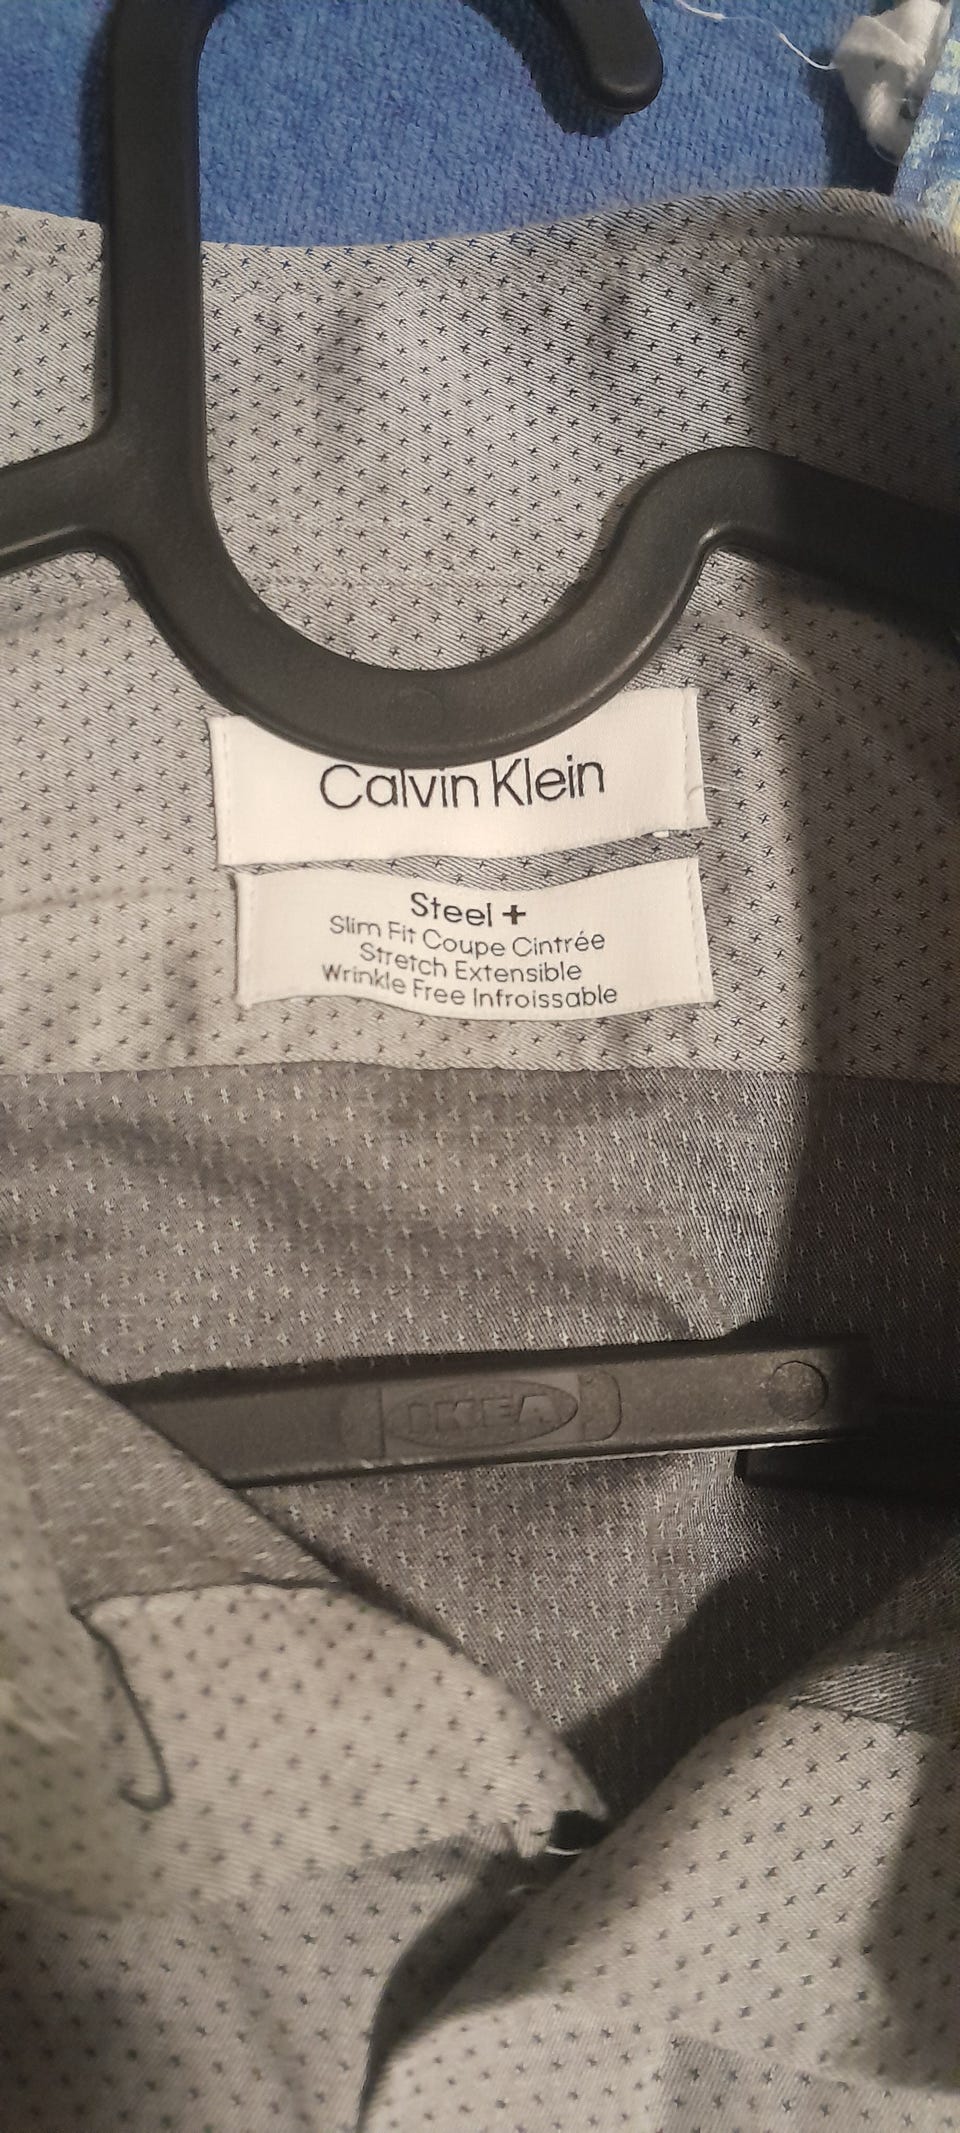 Calvin Klein
Steel +
Slim Fit Coupe Cintrée
Stretch Extensible
Wrinkle Free Infroissable
IKEA